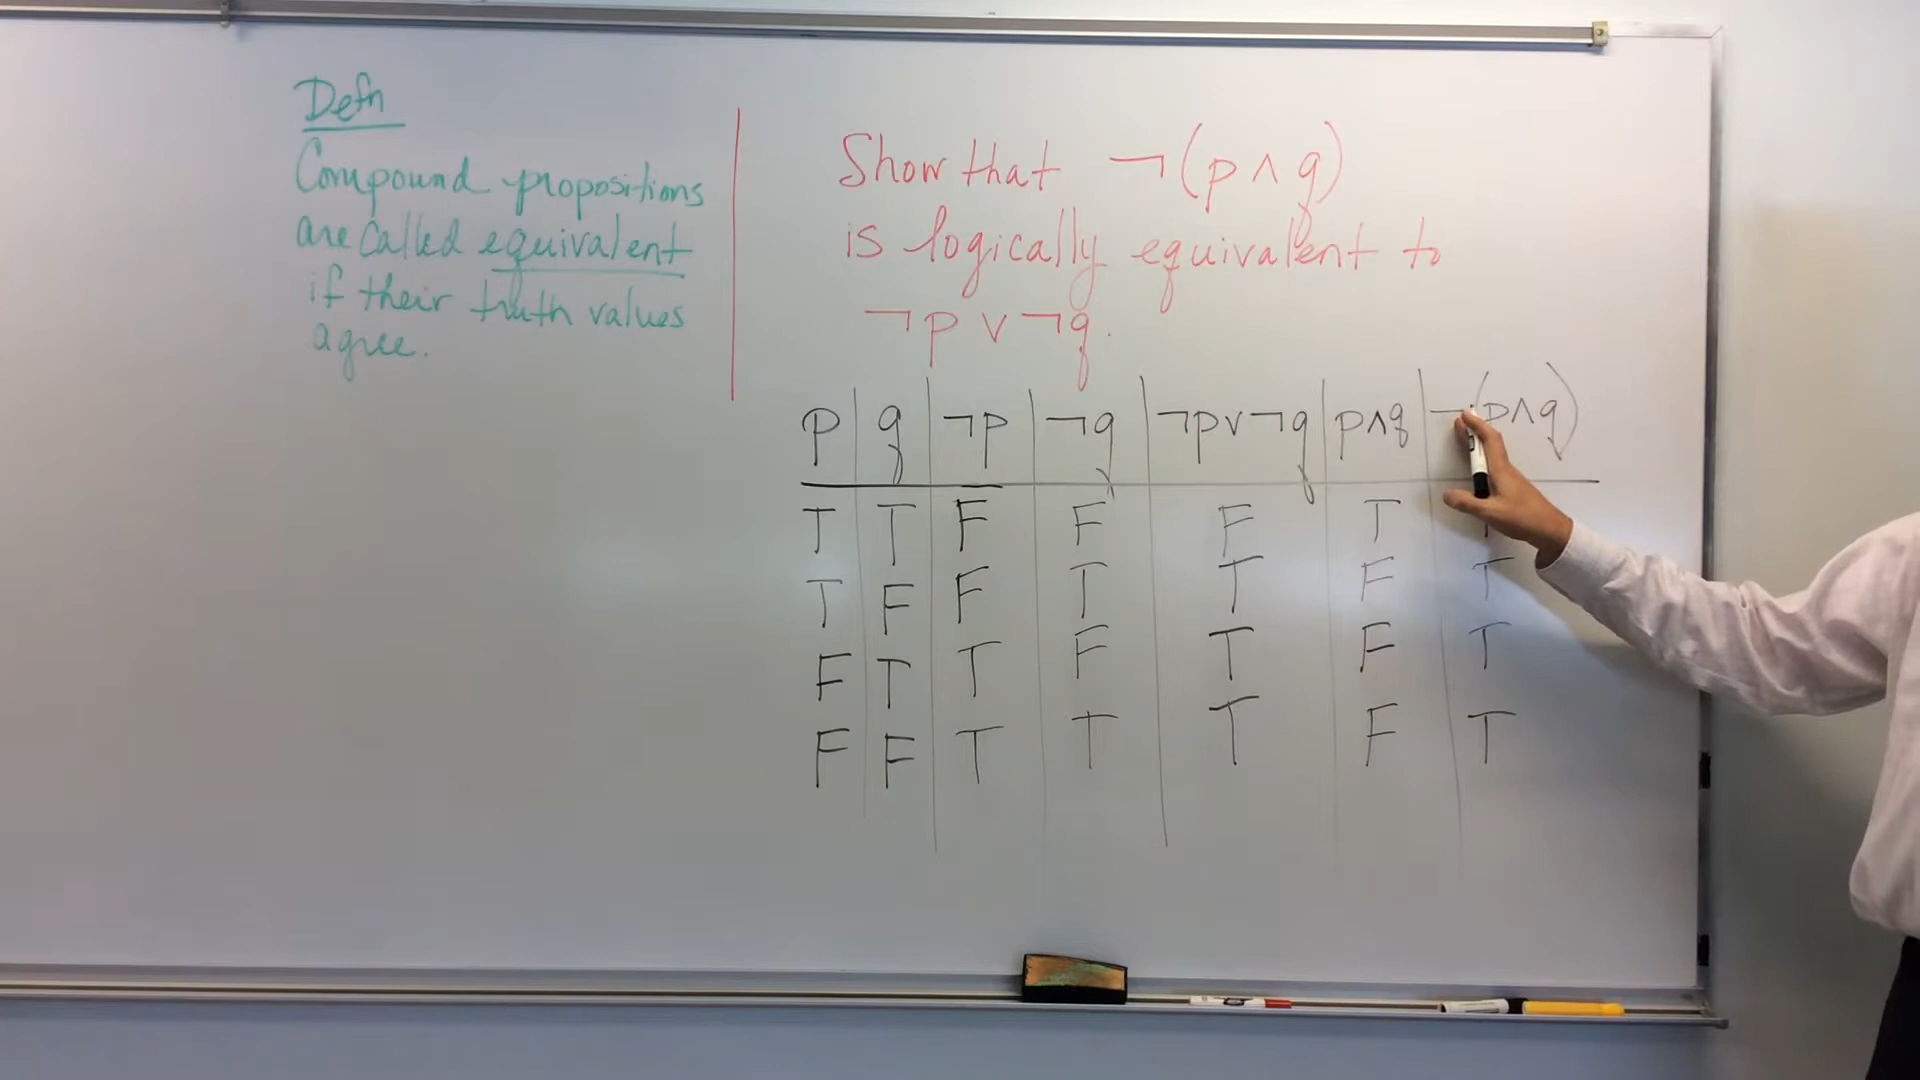 Defn
Compound propositions
are called equivalent
if their truth values
agree.
Show that ¬(p∧q)
is logically equivalent to
¬p∨¬q.
p q ¬p ¬q ¬p∨¬q p∧q ¬(p∧q)
T T F F F T
T F F T T F T
F T T F T F T
F F T T T F T